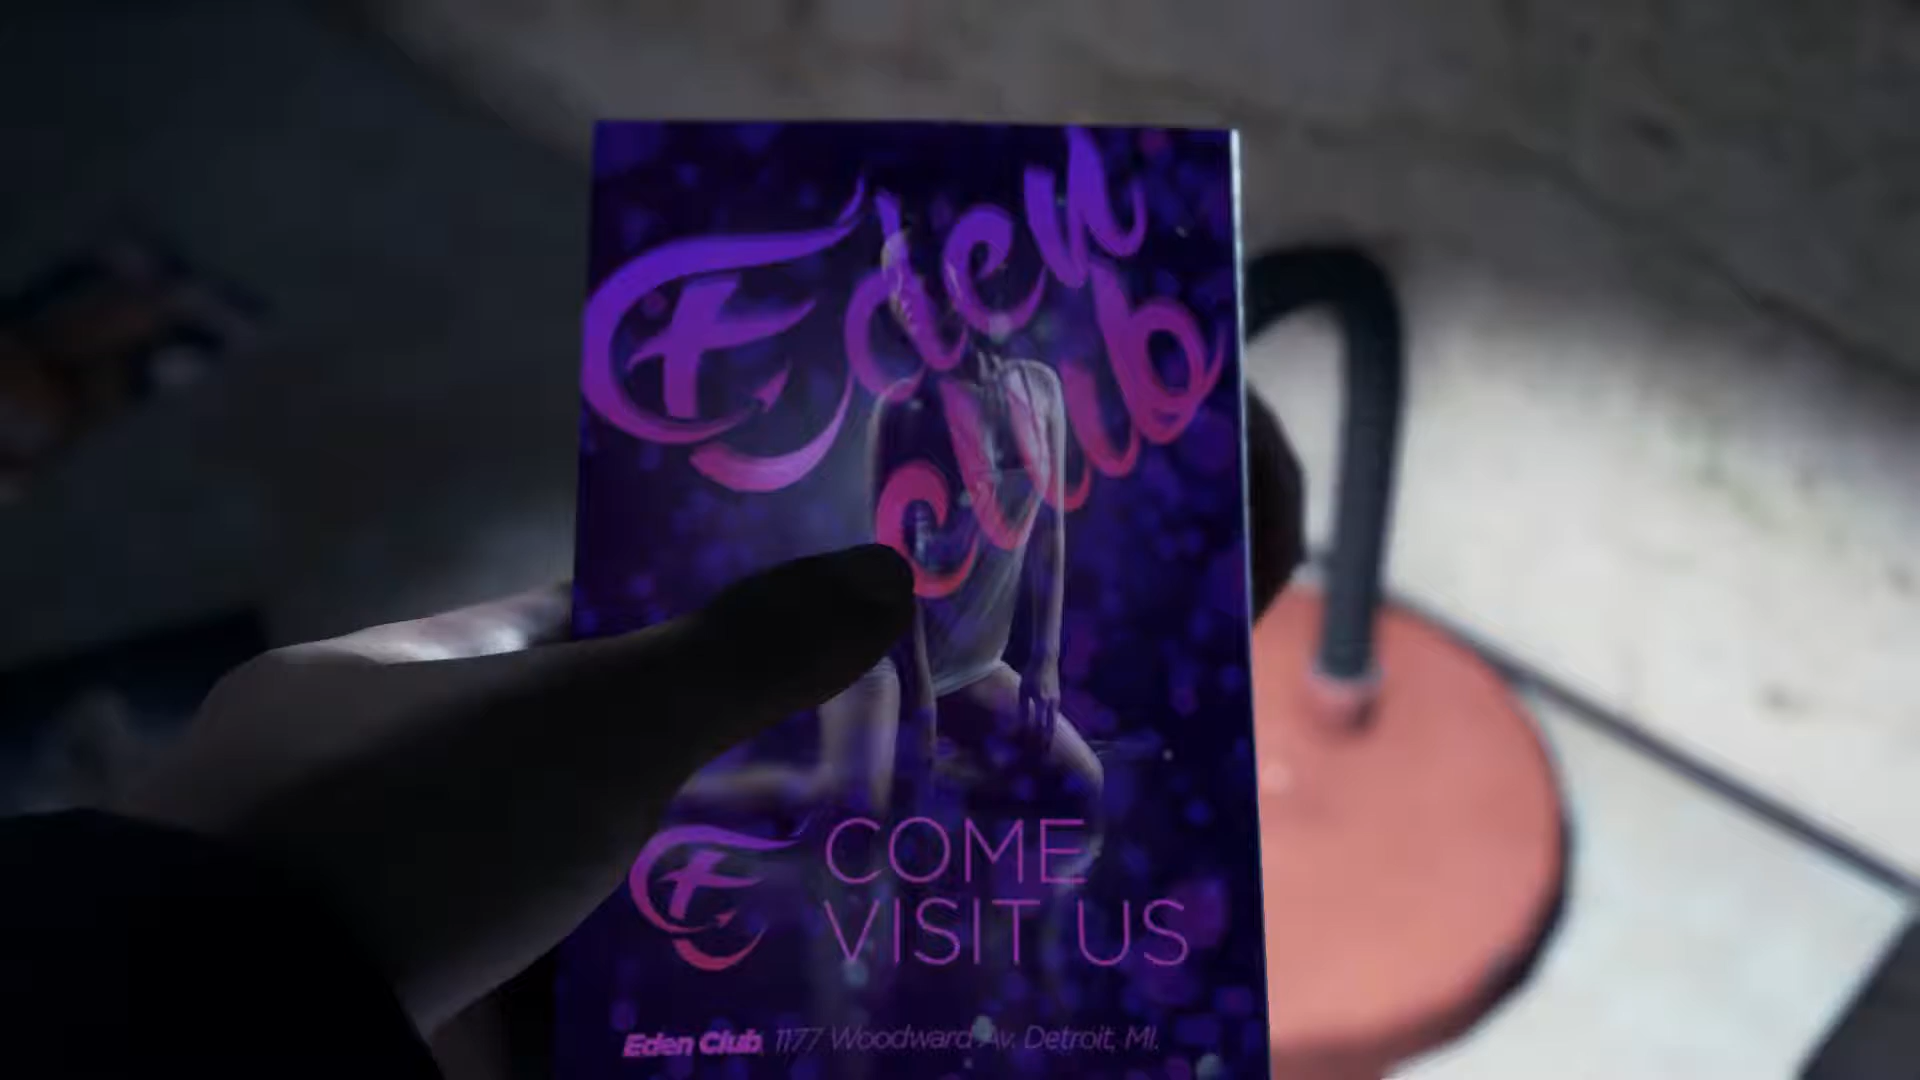 Eden
club
COME
VISIT US
Eden Club, 1177 Woodward Av. Detroit, MI.